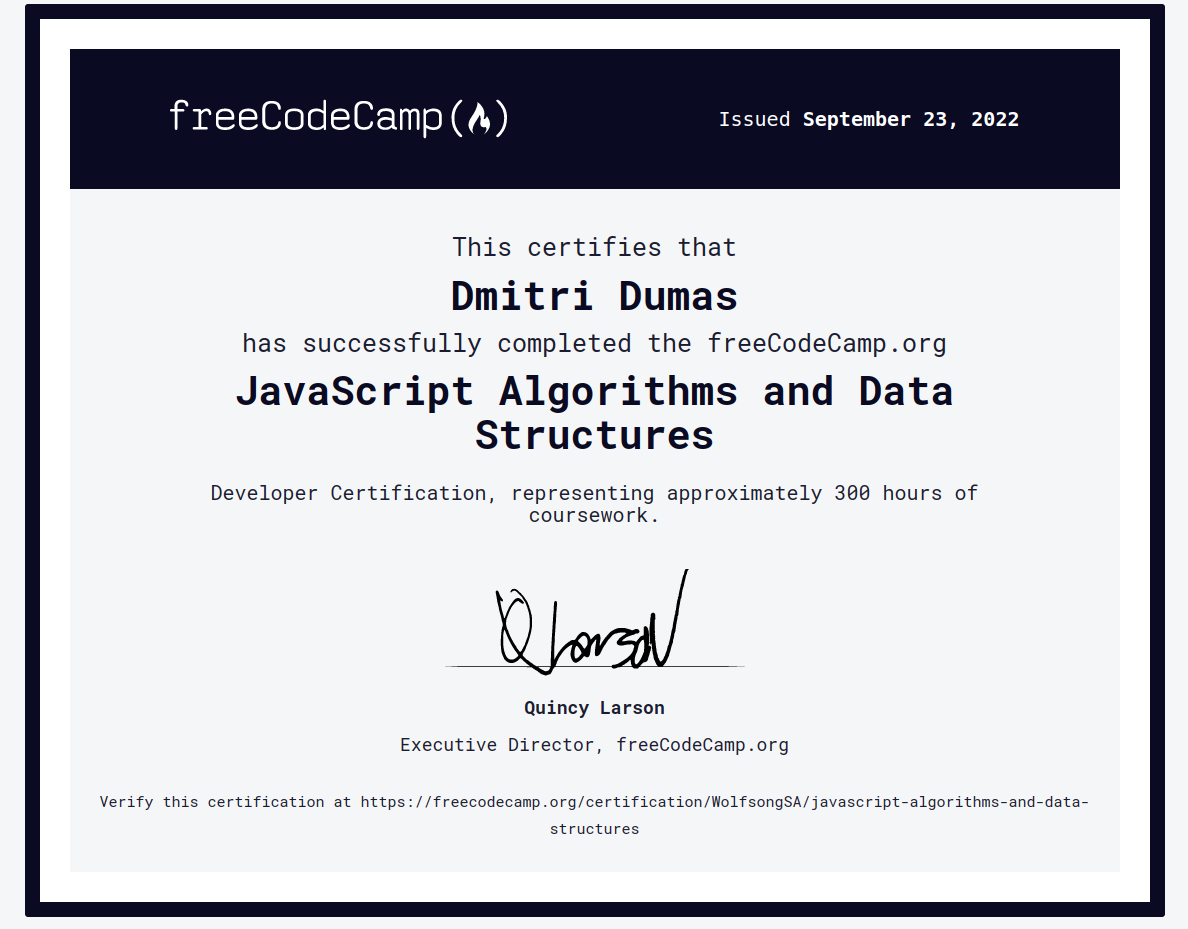 freeCodeCamp
Issued September 23, 2022
This certifies that
Dmitri Dumas
has successfully completed the freeCodeCamp.org
JavaScript Algorithms and Data
Structures
Developer Certification, representing approximately 300 hours of
coursework.
Q Larson
Quincy Larson
Executive Director, freeCodeCamp.org
Verify this certification at https://freecodecamp.org/certification/WolfsongSA/javascript-algorithms-and-data-
structures